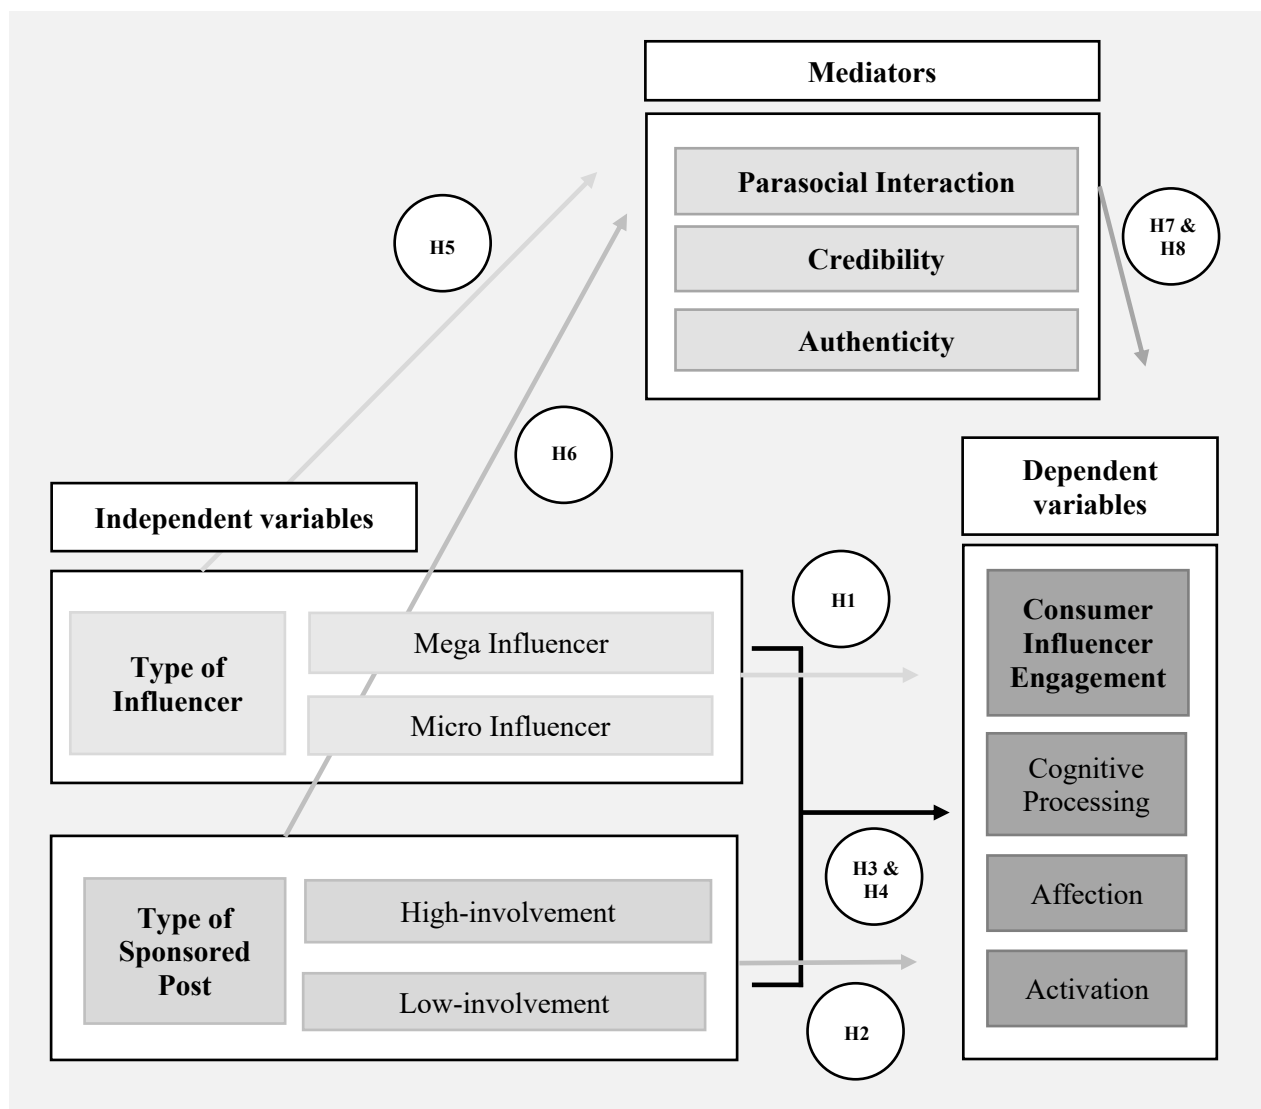 Mediators
Parasocial Interaction
Credibility
Authenticity
H5
H7 &
H8
H6
Independent variables
Type of
Influencer
Mega Influencer
Micro Influencer
Type of
Sponsored
Post
High-involvement
Low-involvement
H1
H3 &
H4
H2
Dependent
variables
Consumer
Influencer
Engagement
Cognitive
Processing
Affection
Activation